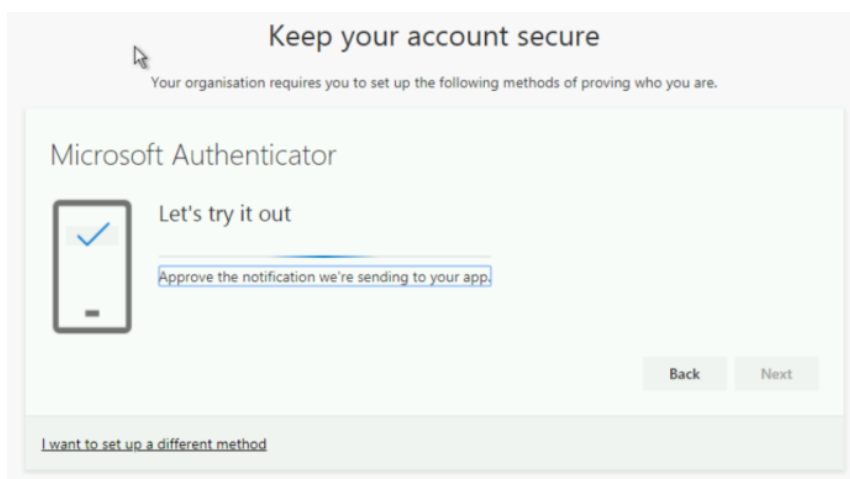 Keep your account secure
Your organisation requires you to set up the following methods of proving who you are.
Microsoft Authenticator
Let's try it out
Approve the notification we're sending to your app.
Back
Next
I want to set up a different method